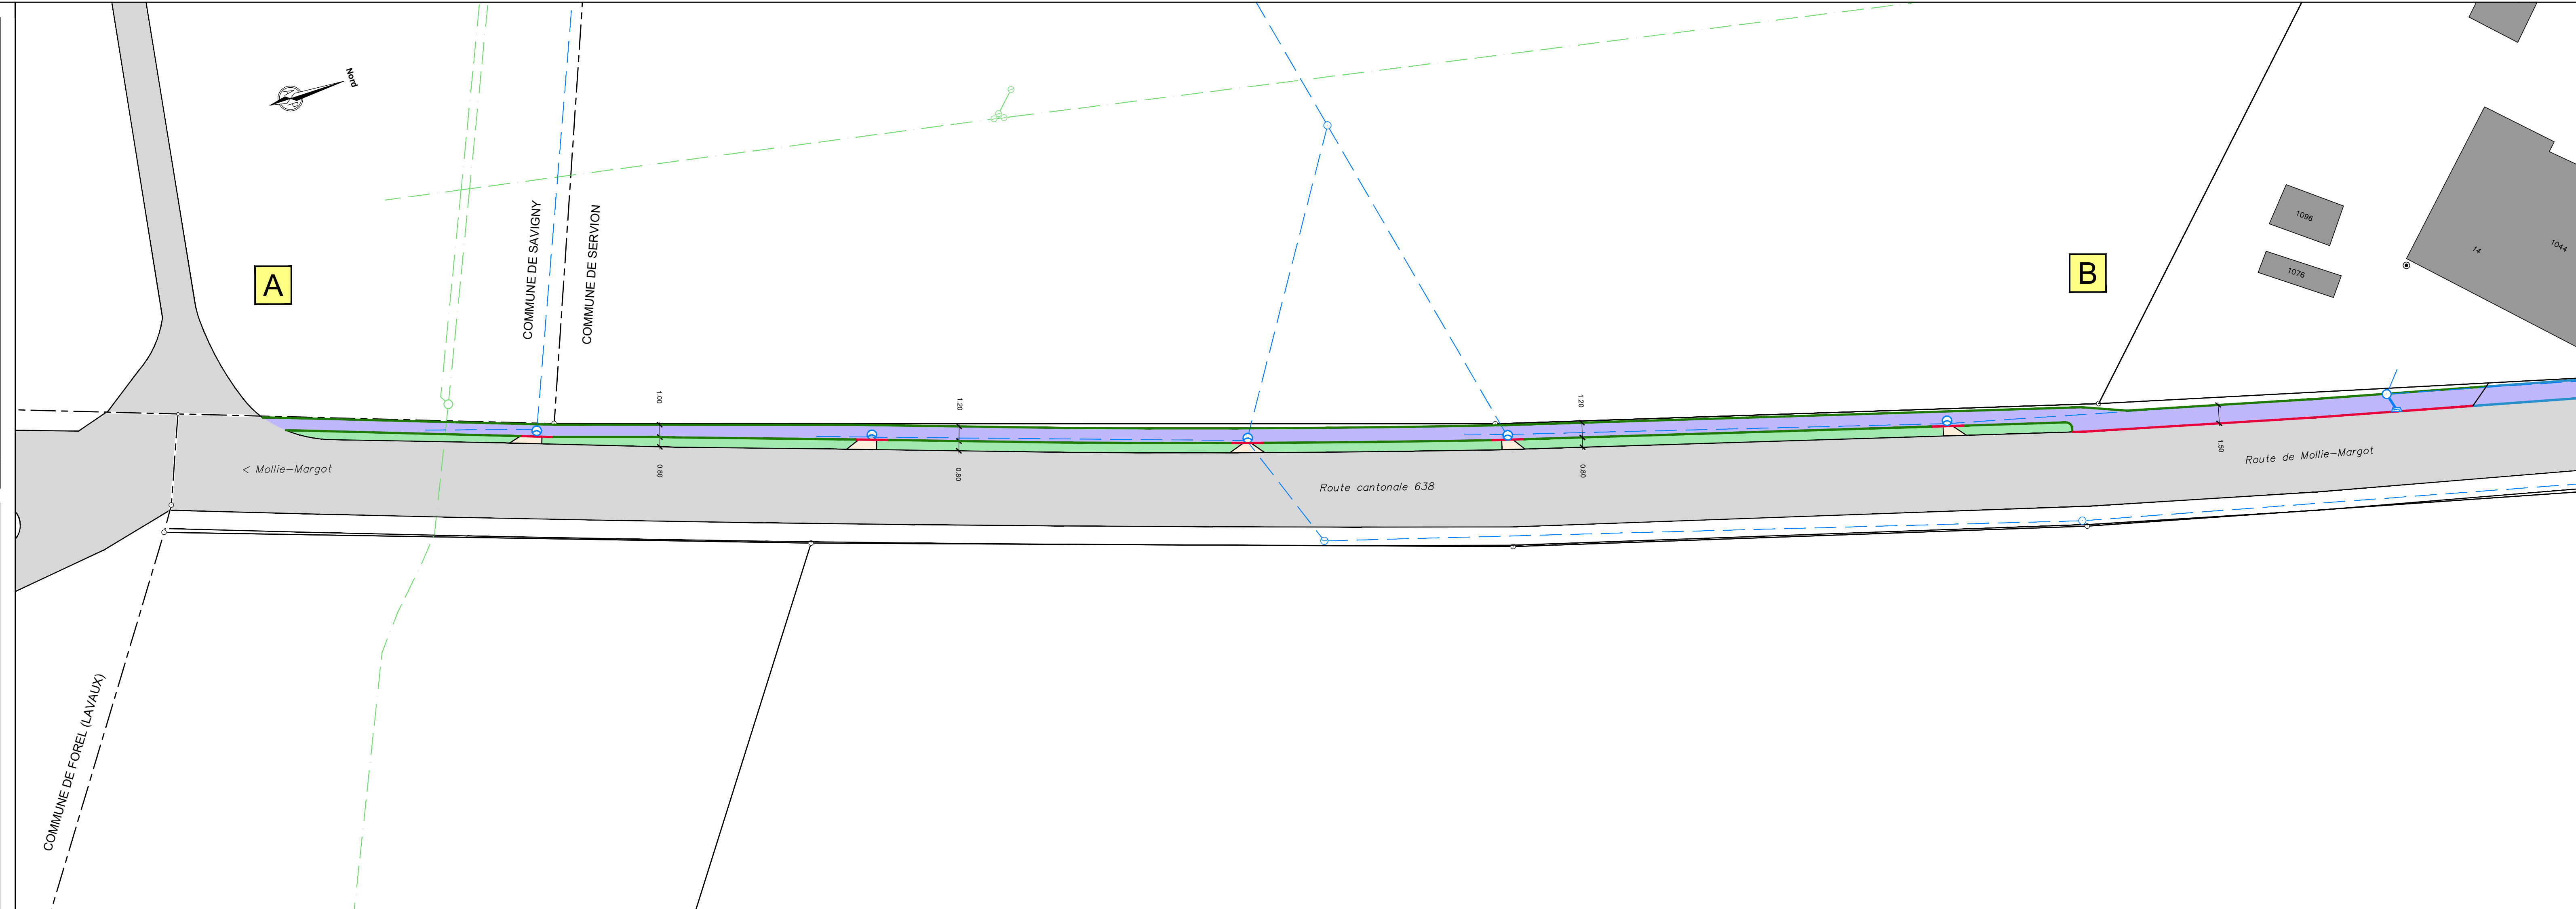 Nord
A
COMMUNE DE SAVIGNY
COMMUNE DE SERVION
B
1096
1076
14
1044
1.00
1.20
1.20
0.80
0.80
0.80
1.50
< Mollie-Margot
Route cantonale 638
Route de Mollie-Margot
COMMUNE DE FOREL (LAVAUX)